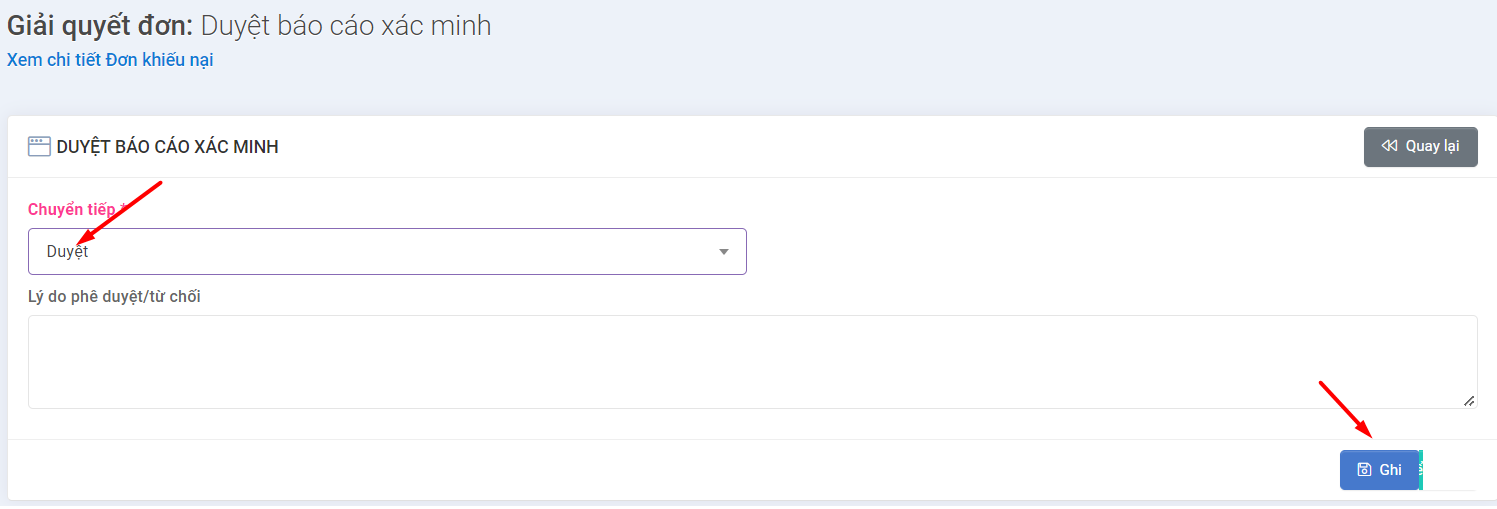 Giải quyết đơn: Duyệt báo cáo xác minh
Xem chi tiết Đơn khiếu nại
DUYỆT BÁO CÁO XÁC MINH
Quay lại
Chuyển tiếp *
Duyệt
Lý do phê duyệt/từ chối
Ghi